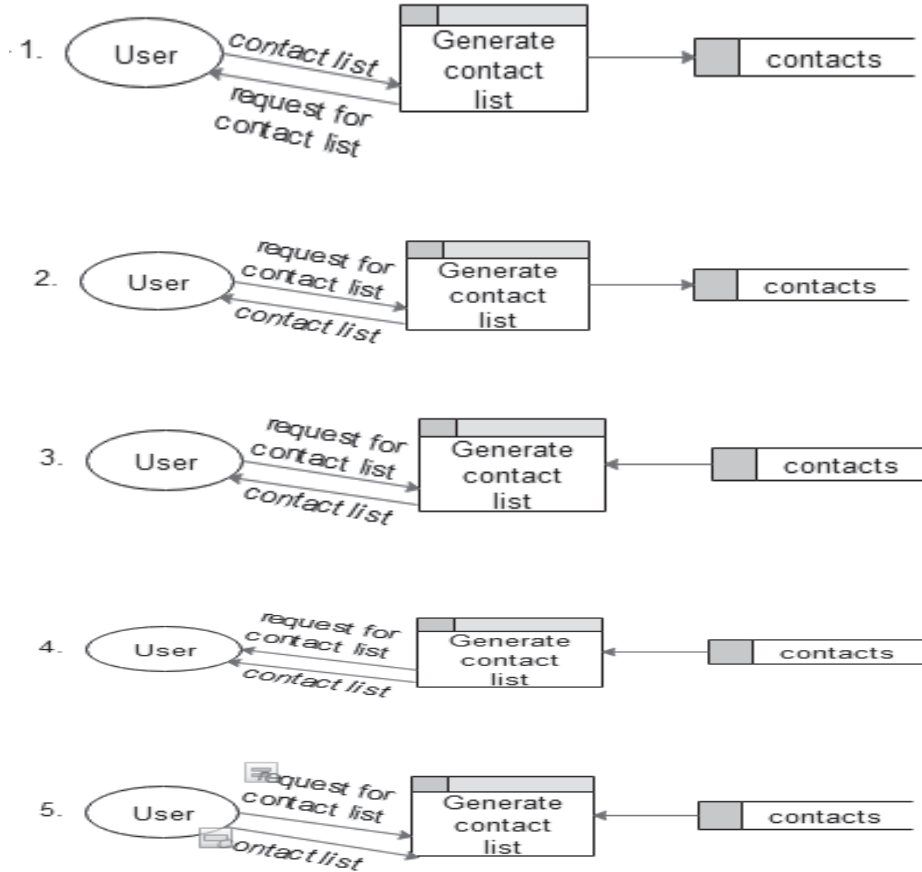 1.
User
contact list
request for
contact list
Generate
contact
list
contacts
2.
User
request for
contact list
contact list
Generate
contact
list
contacts
3.
User
request for
contact list
contact list
Generate
contact
list
contacts
4.
User
request for
contact list
contact list
Generate
contact
list
contacts
5.
User
request for
contact list
ontact list
Generate
contact
list
contacts